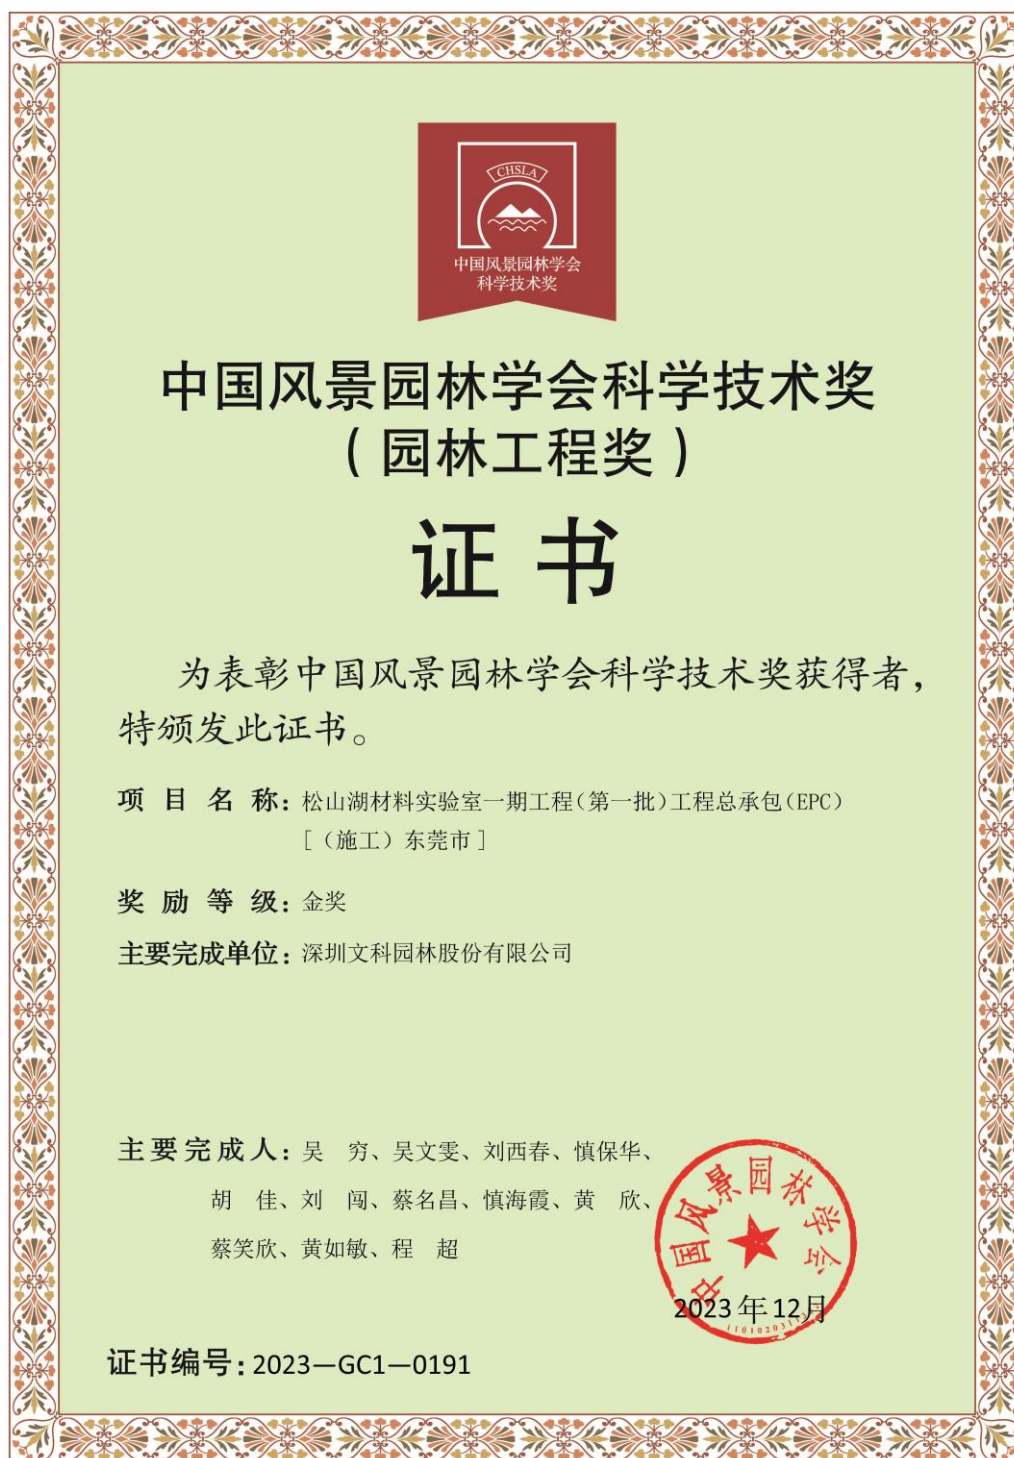 CHSLA
中国风景园林学会
科学技术奖
中国风景园林学会科学技术奖
（园林工程奖）
证书
为表彰中国风景园林学会科学技术奖获得者，
特颁发此证书。
项目名称：松山湖材料实验室一期工程（第一批）工程总承包（EPC）
［（施工）东莞市］
奖励等级：金奖
主要完成单位：深圳文科园林股份有限公司
主要完成人：吴　穷、吴文雯、刘西春、慎保华、
胡　佳、刘　闯、蔡名昌、慎海霞、黄　欣、
蔡笑欣、黄如敏、程　超
中国风景园林学会
2023年12月
证书编号：2023—GC1—0191